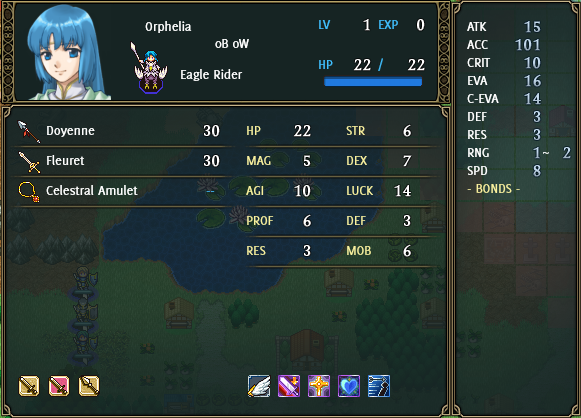 Orphelia
oB oW
Eagle Rider
LV 1 EXP 0
HP 22 / 22
Doyenne 30
Fleuret 30
Celestral Amulet --
HP 22 STR 6
MAG 5 DEX 7
AGI 10 LUCK 14
PROF 6 DEF 3
RES 3 MOB 6
ATK 15
ACC 101
CRIT 10
EVA 16
C-EVA 14
DEF 3
RES 3
RNG 1~ 2
SPD 8
- BONDS -